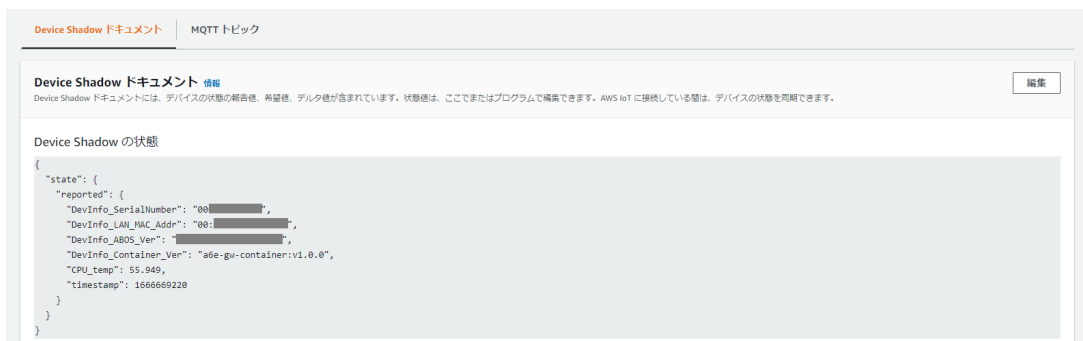 Device Shadow ドキュメント
MQTT トピック
Device Shadow ドキュメント 情報
編集
Device Shadow ドキュメントには、デバイスの状態の報告値、希望値、デルタ値が含まれています。状態値は、ここでまたはプログラムで編集できます。AWS IoT に接続している間は、デバイスの状態を同期できます。
Device Shadow の状態
{
"state": {
"reported": {
"DevInfo_SerialNumber": "00 ",
"DevInfo_LAN_MAC_Addr": "00: ",
"DevInfo_ABOS_Ver": " ",
"DevInfo_Container_Ver": "a6e-gw-container:v1.0.0",
"CPU_temp": 55.949,
"timestamp": 1666669220
}
}
}